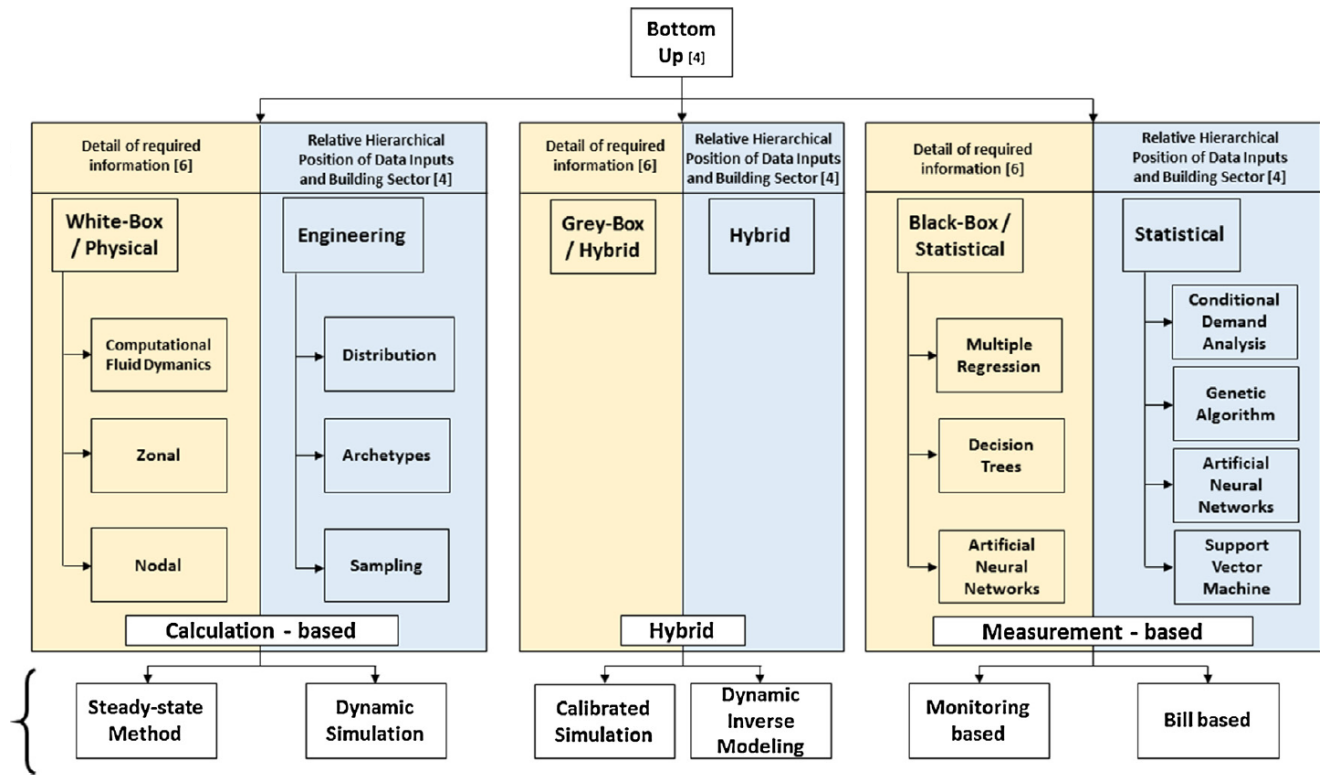 Bottom
Up [4]
Detail of required
information [6]
Relative Hierarchical
Position of Data Inputs
and Building Sector [4]
White-Box
/ Physical
Engineering
Computational
Fluid Dymanics
Distribution
Zonal
Archetypes
Nodal
Sampling
Calculation - based
Steady-state
Method
Dynamic
Simulation
Detail of required
information [6]
Relative Hierarchical
Position of Data Inputs
and Building Sector [4]
Grey-Box
/ Hybrid
Hybrid
Hybrid
Calibrated
Simulation
Dynamic
Inverse
Modeling
Detail of required
information [6]
Relative Hierarchical
Position of Data Inputs
and Building Sector [4]
Black-Box /
Statistical
Statistical
Multiple
Regression
Decision
Trees
Artificial
Neural
Networks
Conditional
Demand
Analysis
Genetic
Algorithm
Artificial
Neural
Networks
Support
Vector
Machine
Measurement - based
Monitoring
based
Bill based